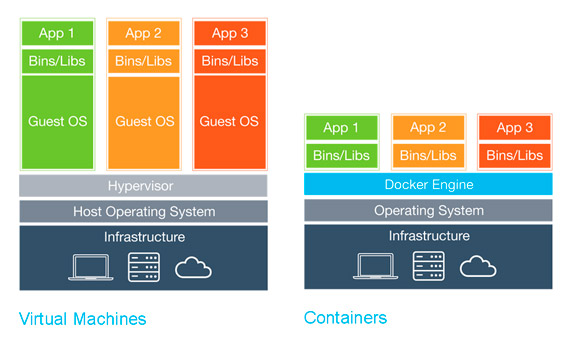 App 1
App 2
App 3
Bins/Libs
Bins/Libs
Bins/Libs
Guest OS
Guest OS
Guest OS
Hypervisor
Host Operating System
Infrastructure
Virtual Machines
App 1
App 2
App 3
Bins/Libs
Bins/Libs
Bins/Libs
Docker Engine
Operating System
Infrastructure
Containers